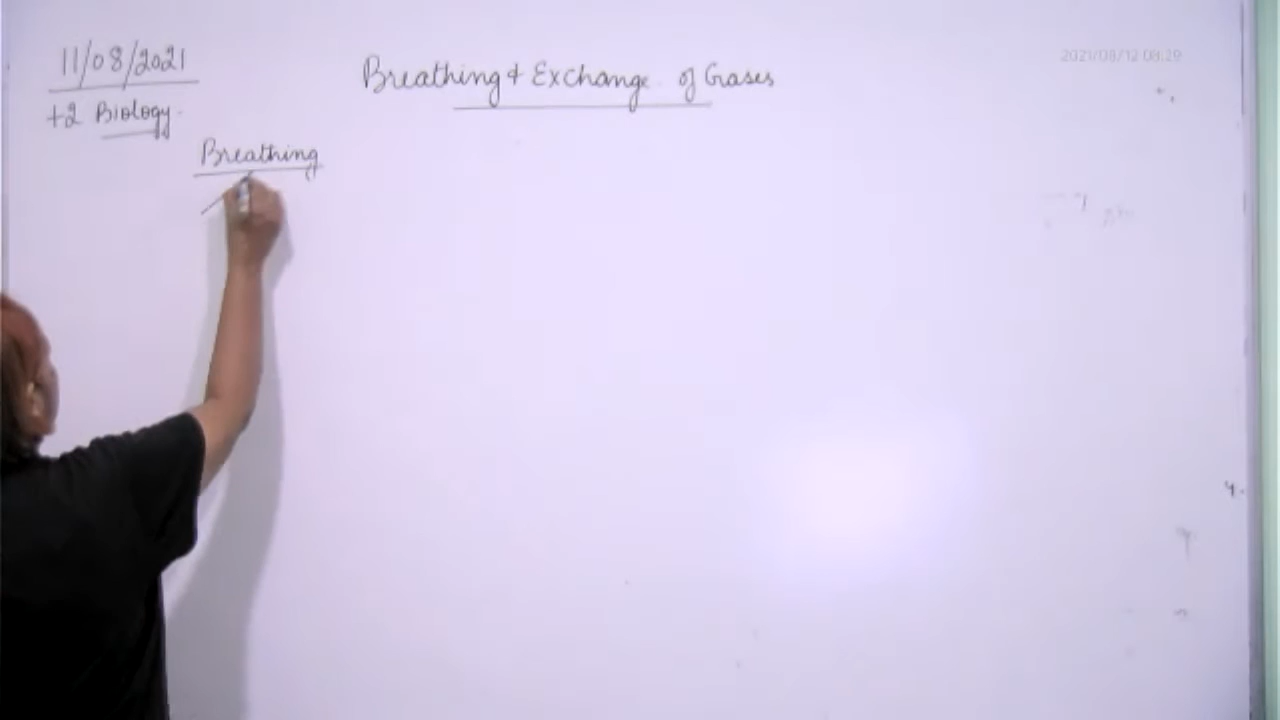 11/08/2021
Breathing & Exchange of Gases
2021/08/12 08:29
+2 Biology
Breathing